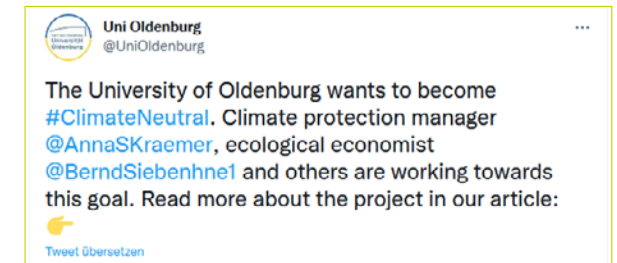 Uni Oldenburg
@UniOldenburg
The University of Oldenburg wants to become
#ClimateNeutral. Climate protection manager
@AnnaSKraemer, ecological economist
@BerndSiebenhne1 and others are working towards
this goal. Read more about the project in our article:
Tweet übersetzen